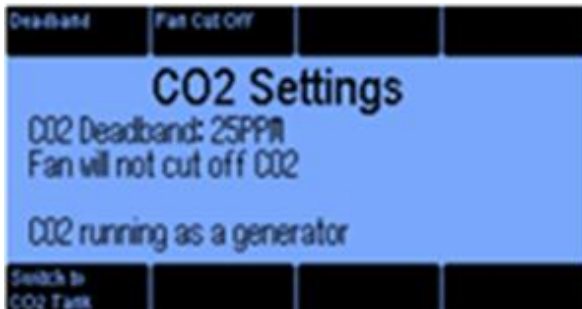 Deadband
Fan Cut Off
CO2 Settings
CO2 Deadband: 25PPM
Fan will not cut off CO2
CO2 running as a generator
Switch to
CO2 Tank